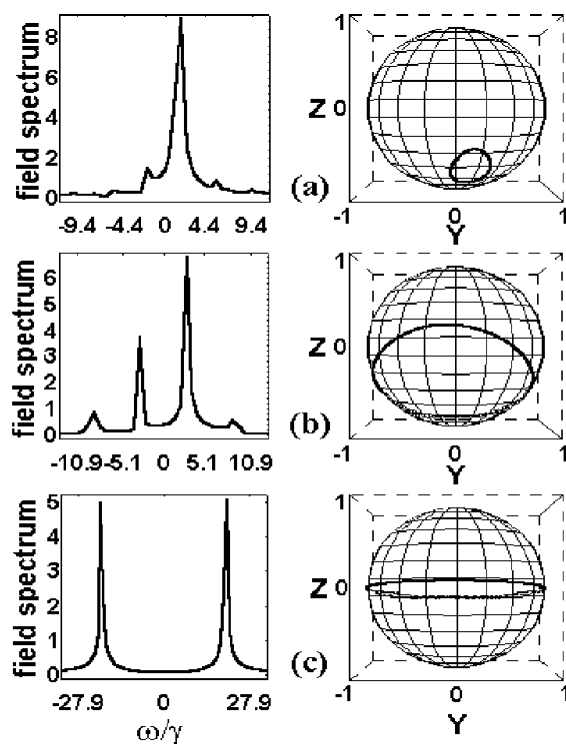 field spectrum
8
6
4
2
0
-9.4 -4.4 0 4.4 9.4
(a)
1
Z 0
-1 0 1
Y
field spectrum
6
5
4
3
2
1
0
-10.9 -5.1 0 5.1 10.9
(b)
1
Z 0
-1 0 1
Y
field spectrum
5
4
3
2
1
0
-27.9 0 27.9
ω/γ
(c)
1
Z 0
-1 0 1
Y